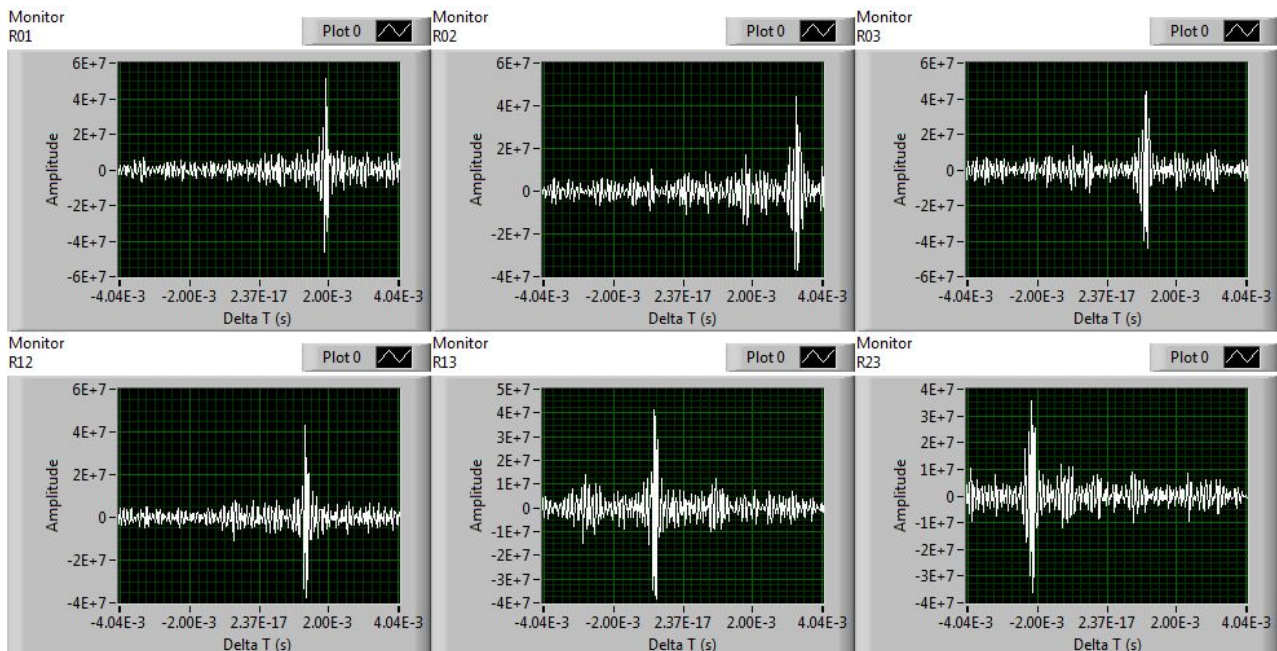 Monitor
R01
Plot 0
6E+7
4E+7
2E+7
0
-2E+7
-4E+7
-6E+7
Amplitude
-4.04E-3 -2.00E-3 2.37E-17 2.00E-3 4.04E-3
Delta T (s)
Monitor
R02
Plot 0
6E+7
4E+7
2E+7
0
-2E+7
-4E+7
Amplitude
-4.04E-3 -2.00E-3 2.37E-17 2.00E-3 4.04E-3
Delta T (s)
Monitor
R03
Plot 0
6E+7
4E+7
2E+7
0
-2E+7
-4E+7
-6E+7
Amplitude
-4.04E-3 -2.00E-3 2.37E-17 2.00E-3 4.04E-3
Delta T (s)
Monitor
R12
Plot 0
6E+7
4E+7
2E+7
0
-2E+7
-4E+7
Amplitude
-4.04E-3 -2.00E-3 2.37E-17 2.00E-3 4.04E-3
Delta T (s)
Monitor
R13
Plot 0
5E+7
4E+7
3E+7
2E+7
1E+7
0
-1E+7
-2E+7
-3E+7
-4E+7
Amplitude
-4.04E-3 -2.00E-3 2.37E-17 2.00E-3 4.04E-3
Delta T (s)
Monitor
R23
Plot 0
4E+7
3E+7
2E+7
1E+7
0
-1E+7
-2E+7
-3E+7
-4E+7
Amplitude
-4.04E-3 -2.00E-3 2.37E-17 2.00E-3 4.04E-3
Delta T (s)